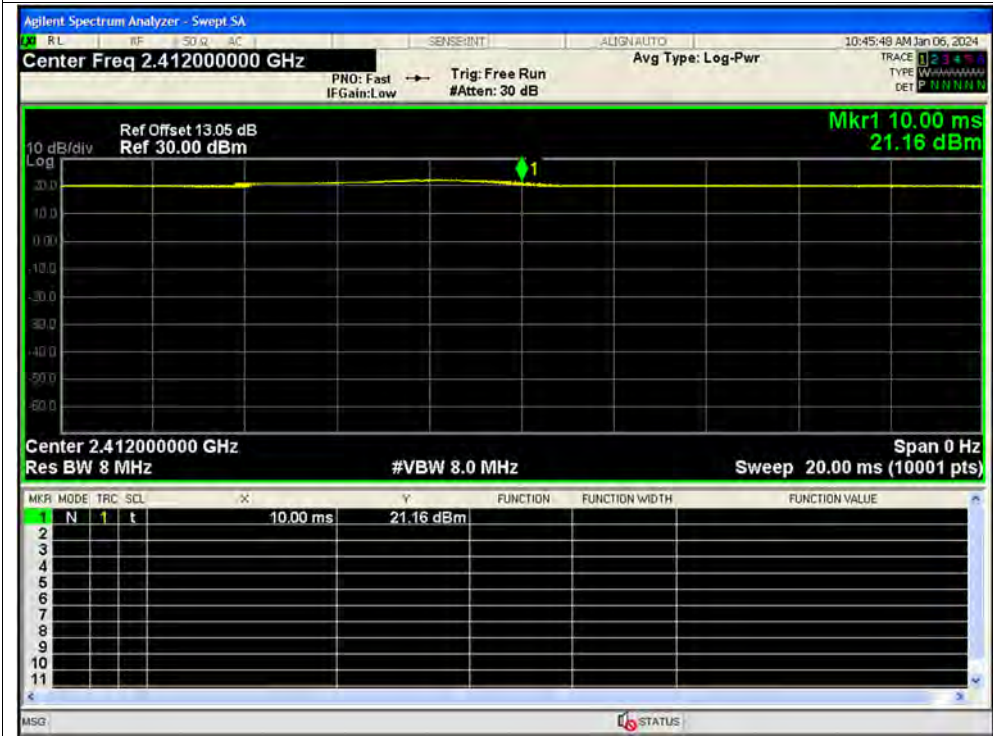 Agilent Spectrum Analyzer - Swept SA
RL RF 50 Ω AC SENSE:INT ALIGN AUTO 10:45:49 AM Jan 06, 2024
Center Freq 2.412000000 GHz
PNO: Fast
IFGain:Low
Trig: Free Run
#Atten: 30 dB
Avg Type: Log-Pwr
TRACE 1 2 3 4 5 6
TYPE W
DET P N N N N N
Mkr1 10.00 ms
21.16 dBm
Ref Offset 13.05 dB
10 dB/div Ref 30.00 dBm
Log
1
20.0
10.0
0.00
-10.0
-20.0
-30.0
-40.0
-50.0
-60.0
Center 2.412000000 GHz Span 0 Hz
Res BW 8 MHz #VBW 8.0 MHz Sweep 20.00 ms (10001 pts)
MKR MODE TRC SCL X Y FUNCTION FUNCTION WIDTH FUNCTION VALUE
1 N 1 t 10.00 ms 21.16 dBm
2
3
4
5
6
7
8
9
10
11
MSG STATUS